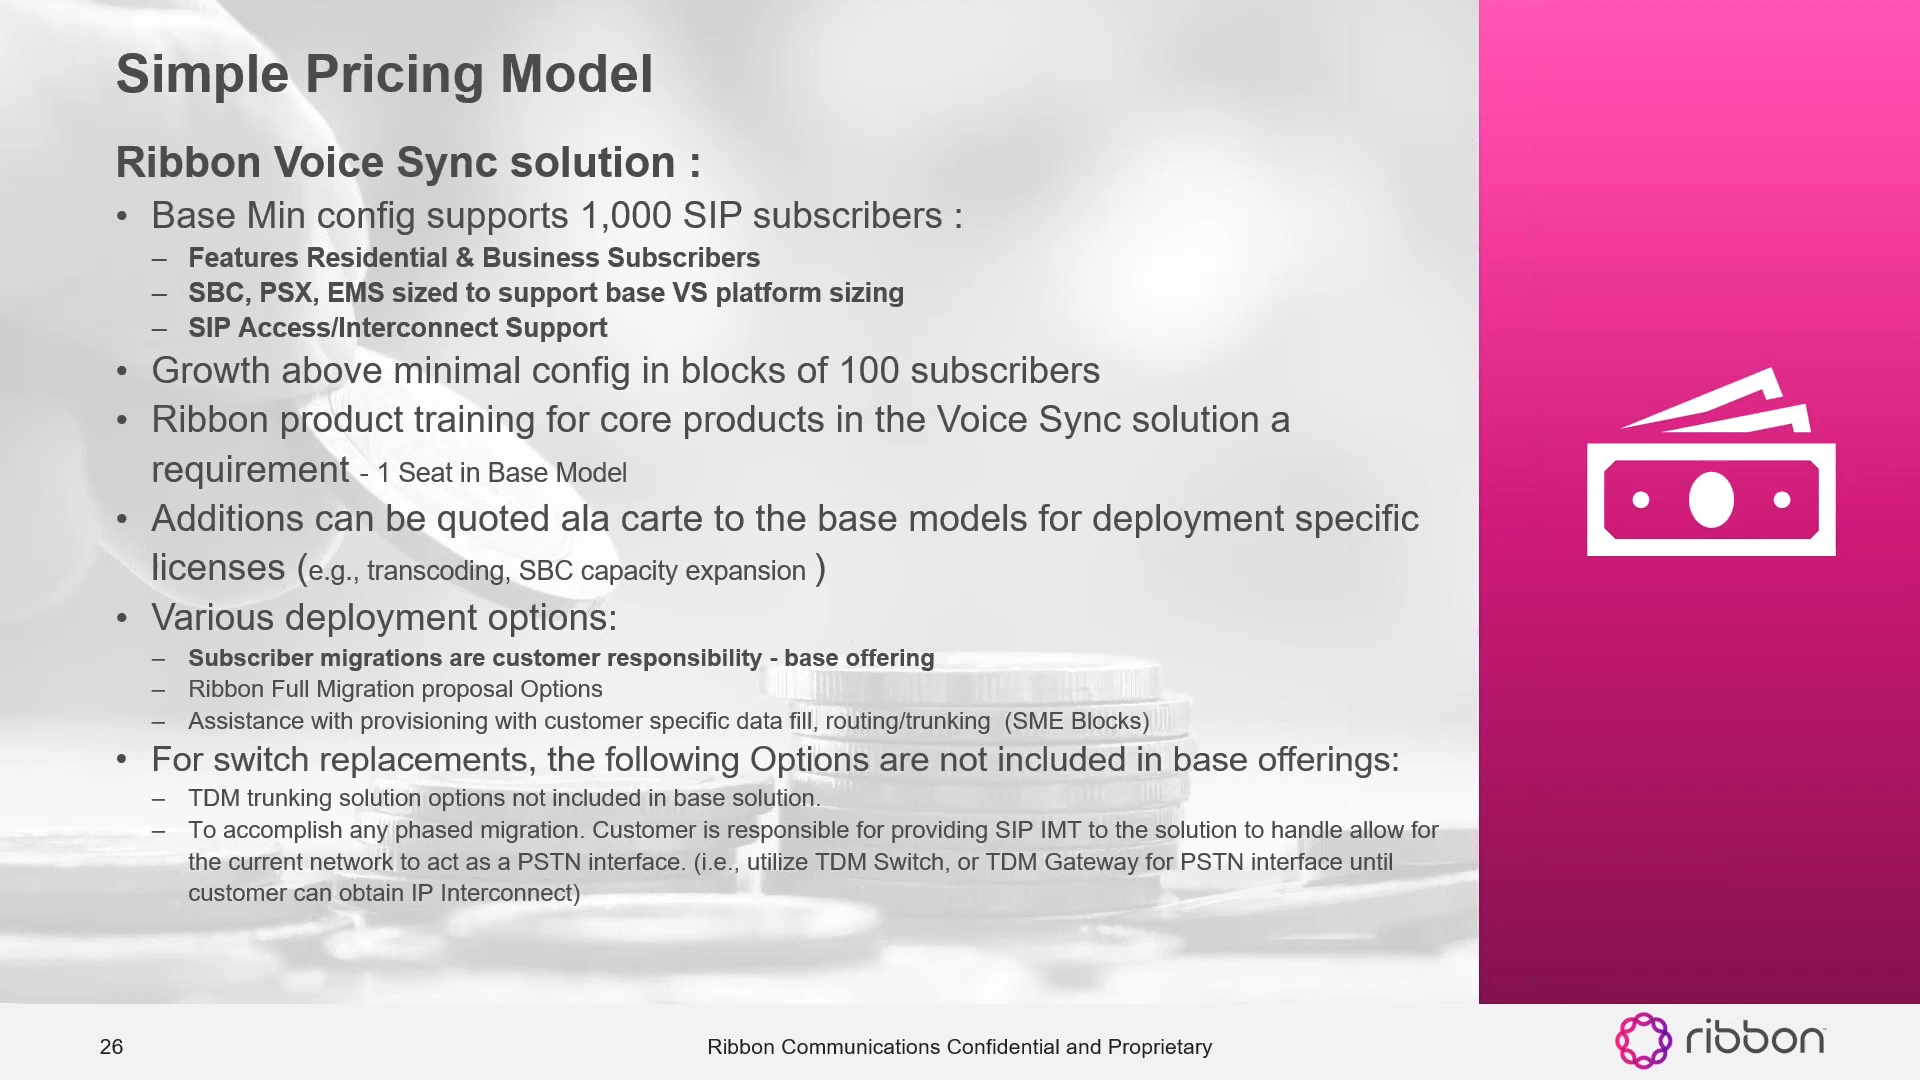 Simple Pricing Model
Ribbon Voice Sync solution :
• Base Min config supports 1,000 SIP subscribers :
– Features Residential & Business Subscribers
– SBC, PSX, EMS sized to support base VS platform sizing
– SIP Access/Interconnect Support
• Growth above minimal config in blocks of 100 subscribers
• Ribbon product training for core products in the Voice Sync solution a
requirement - 1 Seat in Base Model
• Additions can be quoted ala carte to the base models for deployment specific
licenses (e.g., transcoding, SBC capacity expansion )
• Various deployment options:
– Subscriber migrations are customer responsibility - base offering
– Ribbon Full Migration proposal Options
– Assistance with provisioning with customer specific data fill, routing/trunking (SME Blocks)
• For switch replacements, the following Options are not included in base offerings:
– TDM trunking solution options not included in base solution.
– To accomplish any phased migration. Customer is responsible for providing SIP IMT to the solution to handle allow for
the current network to act as a PSTN interface. (i.e., utilize TDM Switch, or TDM Gateway for PSTN interface until
customer can obtain IP Interconnect)
26
Ribbon Communications Confidential and Proprietary
ribbon